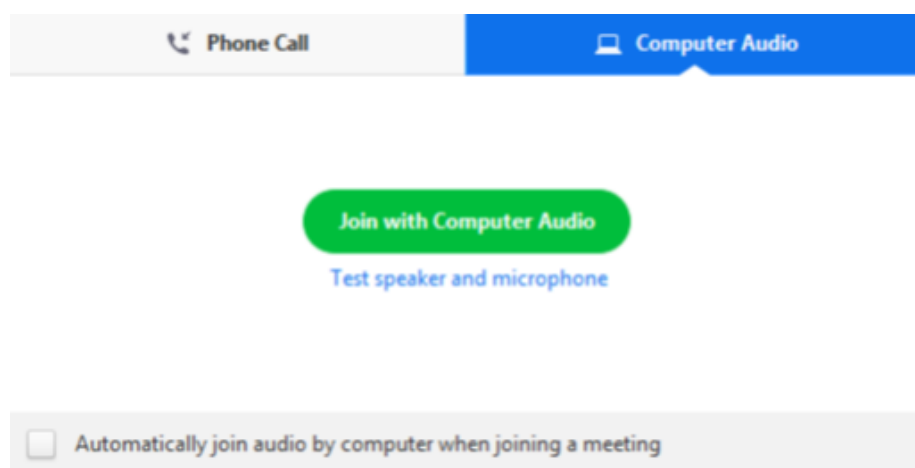 Phone Call
Computer Audio
Join with Computer Audio
Test speaker and microphone
Automatically join audio by computer when joining a meeting